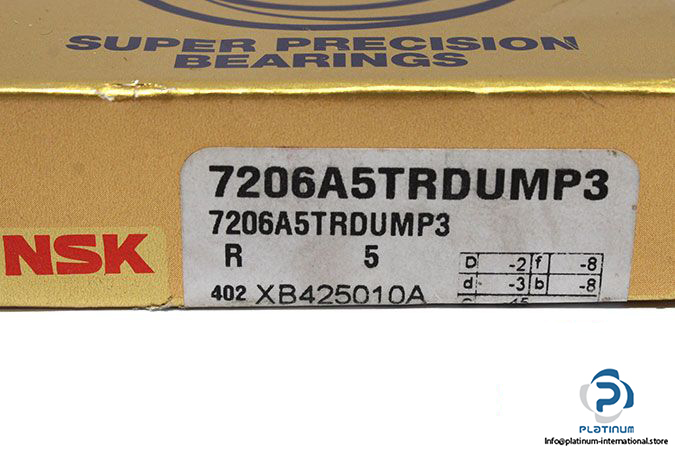 SUPER PRECISION
BEARINGS
NSK
7206A5TRDUMP3
7206A5TRDUMP3
R 5
402 XB425010A
D -2 f -8
d -3 b -8
PLATINUM
Info@platinum-international.store